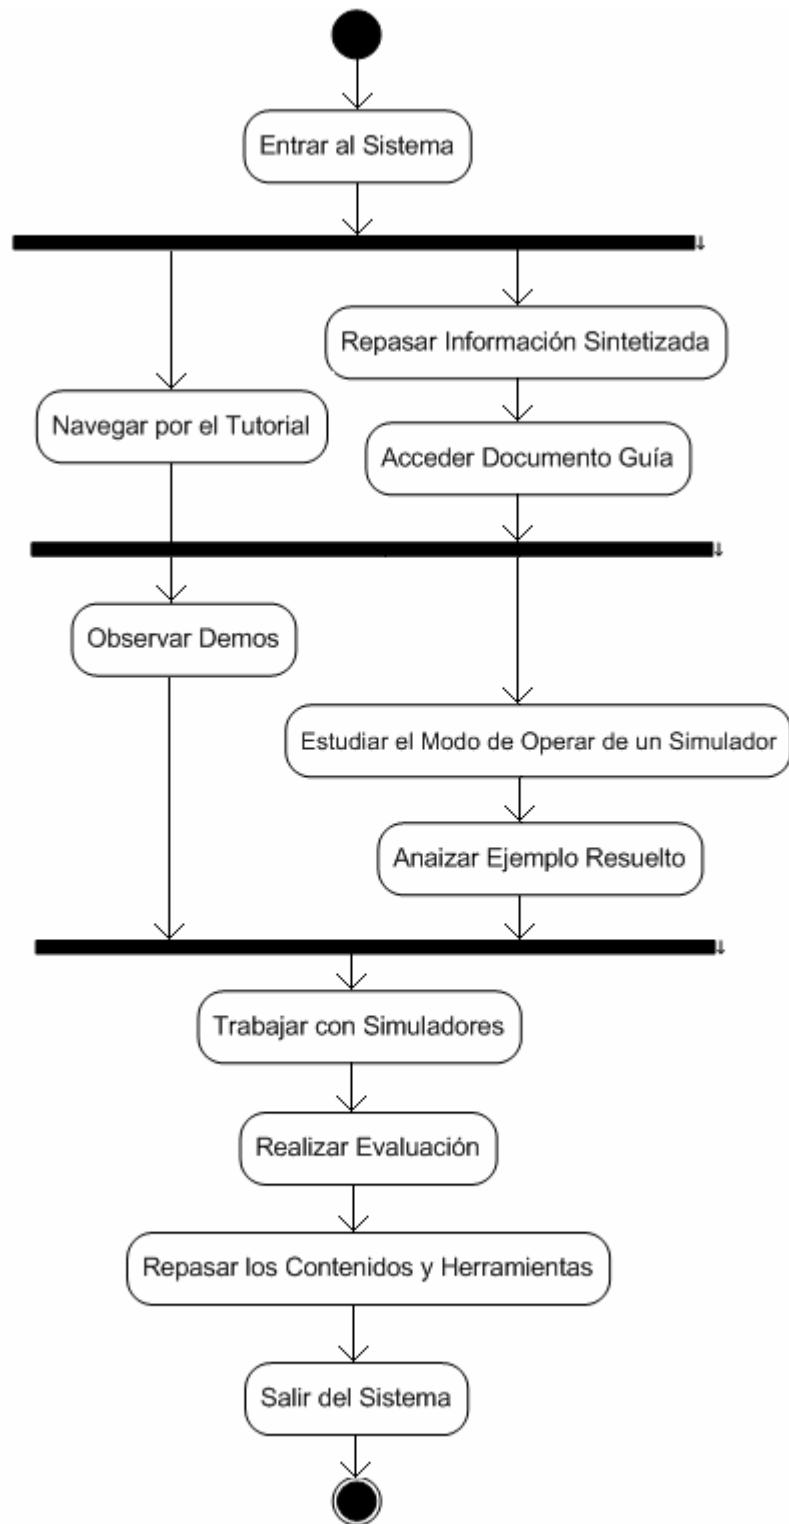 Entrar al Sistema
Repasar Información Sintetizada
Navegar por el Tutorial
Acceder Documento Guía
Observar Demos
Estudiar el Modo de Operar de un Simulador
Anaizar Ejemplo Resuelto
Trabajar con Simuladores
Realizar Evaluación
Repasar los Contenidos y Herramientas
Salir del Sistema